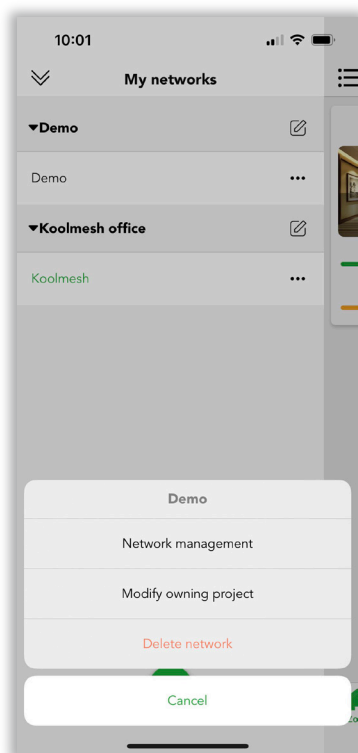 10:01
My networks
Demo
Demo
Koolmesh office
Koolmesh
Demo
Network management
Modify owning project
Delete network
Cancel